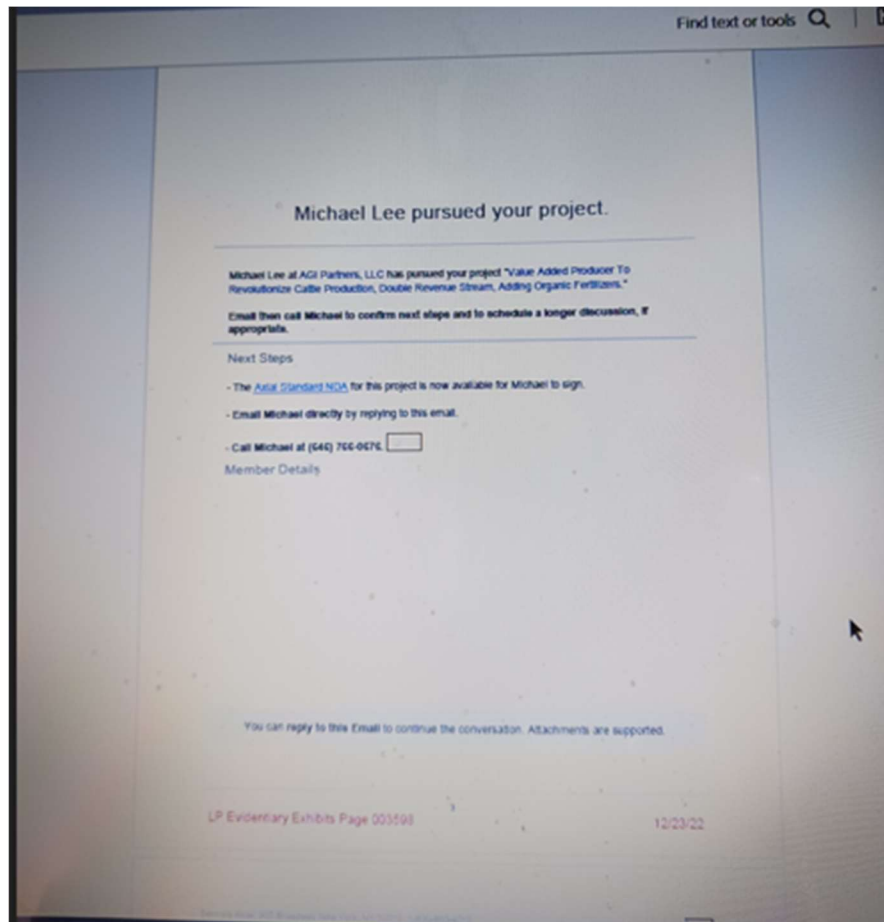 Find text or tools
Michael Lee pursued your project.
Michael Lee at AGI Partners, LLC has pursued your project "Value Added Producer To
Revolutionize Cattle Production, Double Revenue Stream, Adding Organic Fertilizers."
Email then call Michael to confirm next steps and to schedule a longer discussion, if
appropriate.
Next Steps
- The Axial Standard NDA for this project is now available for Michael to sign.
- Email Michael directly by replying to this email.
- Call Michael at
Member Details
You can reply to this Email to continue the conversation. Attachments are supported.
LP Evidentiary Exhibits Page 003598
12/23/22